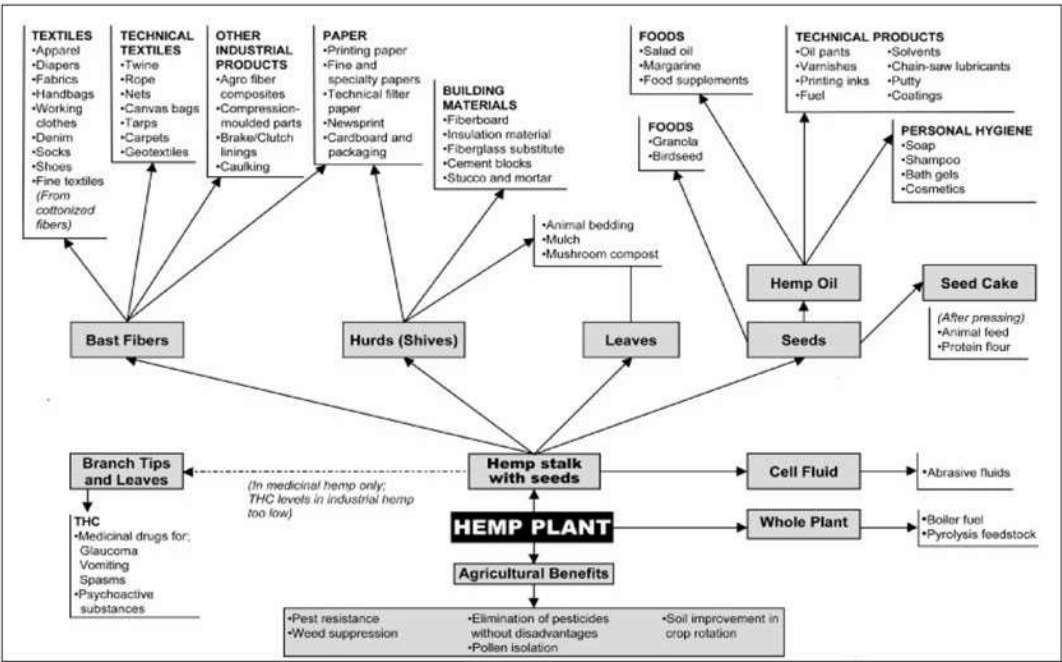 TEXTILES
•Apparel
•Diapers
•Fabrics
•Handbags
•Working
clothes
•Denim
•Socks
•Shoes
•Fine textiles
(From
cottonized
fibers)
TECHNICAL
TEXTILES
•Twine
•Rope
•Nets
•Canvas bags
•Tarps
•Carpets
•Geotextiles
OTHER
INDUSTRIAL
PRODUCTS
•Agro fiber
composites
•Compression-
moulded parts
•Brake/Clutch
linings
•Caulking
PAPER
•Printing paper
•Fine and
specialty papers
•Technical filter
paper
•Newsprint
•Cardboard and
packaging
BUILDING
MATERIALS
•Fiberboard
•Insulation material
•Fiberglass substitute
•Cement blocks
•Stucco and mortar
•Animal bedding
•Mulch
•Mushroom compost
FOODS
•Salad oil
•Margarine
•Food supplements
FOODS
•Granola
•Birdseed
TECHNICAL PRODUCTS
•Oil pants
•Varnishes
•Printing inks
•Fuel
•Solvents
•Chain-saw lubricants
•Putty
•Coatings
PERSONAL HYGIENE
•Soap
•Shampoo
•Bath gels
•Cosmetics
Hemp Oil
Seed Cake
(After pressing)
•Animal feed
•Protein flour
Bast Fibers
Hurds (Shives)
Leaves
Seeds
Branch Tips
and Leaves
THC
•Medicinal drugs for;
Glaucoma
Vomiting
Spasms
•Psychoactive
substances
(In medicinal hemp only;
THC levels in industrial hemp
too low)
Hemp stalk
with seeds
Cell Fluid
•Abrasive fluids
HEMP PLANT
Whole Plant
•Boiler fuel
•Pyrolysis feedstock
Agricultural Benefits
•Pest resistance
•Weed suppression
•Elimination of pesticides
without disadvantages
•Pollen isolation
•Soil improvement in
crop rotation